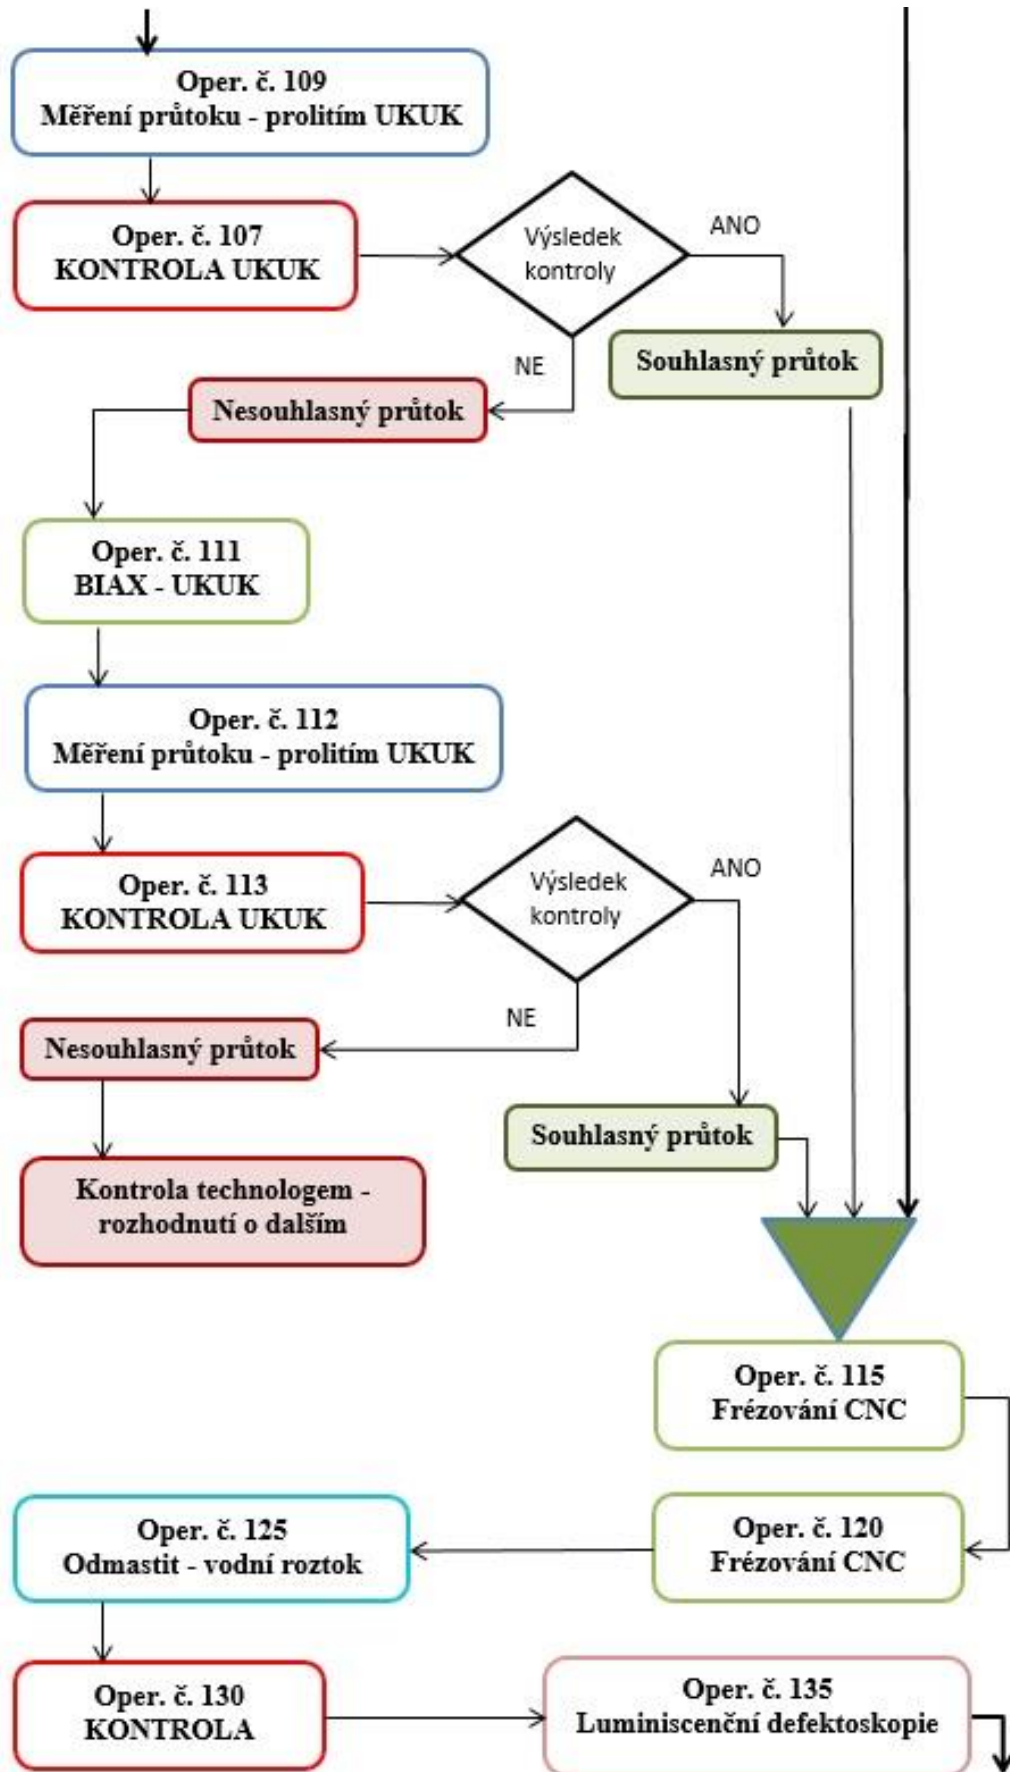 Oper. č. 109
Měření průtoku - prolitím UKUK
Oper. č. 107
KONTROLA UKUK
Výsledek
kontroly
ANO
Souhlasný průtok
NE
Nesouhlasný průtok
Oper. č. 111
BIAX - UKUK
Oper. č. 112
Měření průtoku - prolitím UKUK
Oper. č. 113
KONTROLA UKUK
Výsledek
kontroly
ANO
NE
Nesouhlasný průtok
Souhlasný průtok
Kontrola technologem -
rozhodnutí o dalším
Oper. č. 115
Frézování CNC
Oper. č. 120
Frézování CNC
Oper. č. 125
Odmastit - vodní roztok
Oper. č. 130
KONTROLA
Oper. č. 135
Luminiscenční defektoskopie